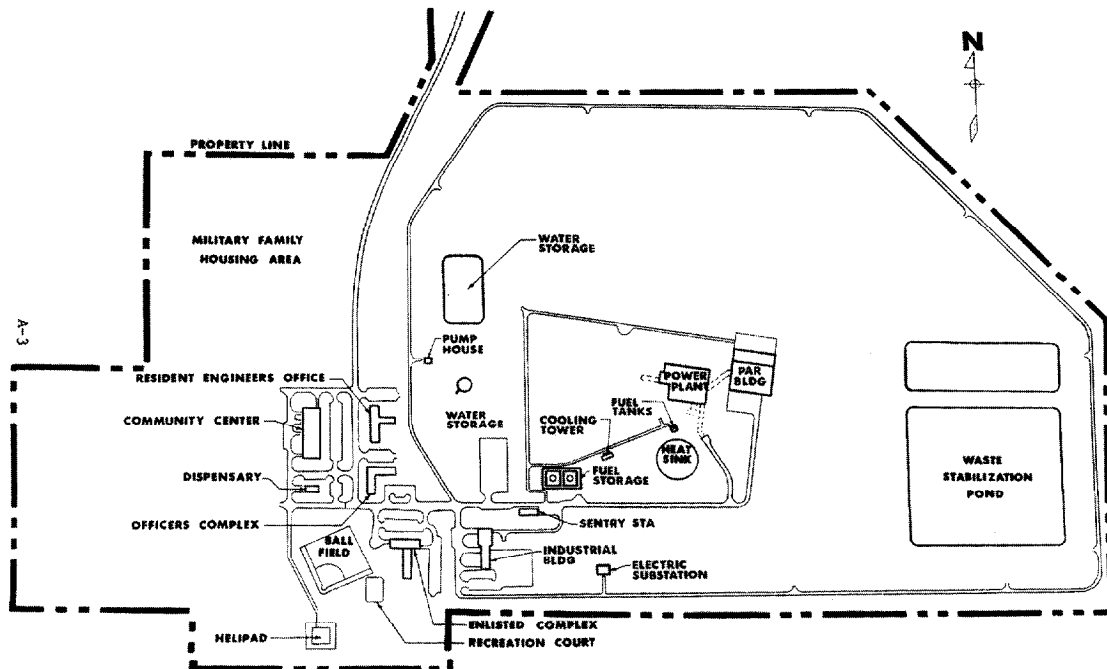 N
PROPERTY LINE
MILITARY FAMILY
HOUSING AREA
WATER
STORAGE
PUMP
HOUSE
A-3
RESIDENT ENGINEERS OFFICE
POWER
PLANT
PAR
BLDG
COMMUNITY CENTER
WATER
STORAGE
FUEL
TANKS
COOLING
TOWER
HEAT
SINK
DISPENSARY
FUEL
STORAGE
WASTE
STABILIZATION
POND
OFFICERS COMPLEX
SENTRY STA
BALL
FIELD
INDUSTRIAL
BLDG
ELECTRIC
SUBSTATION
ENLISTED COMPLEX
HELIPAD
RECREATION COURT